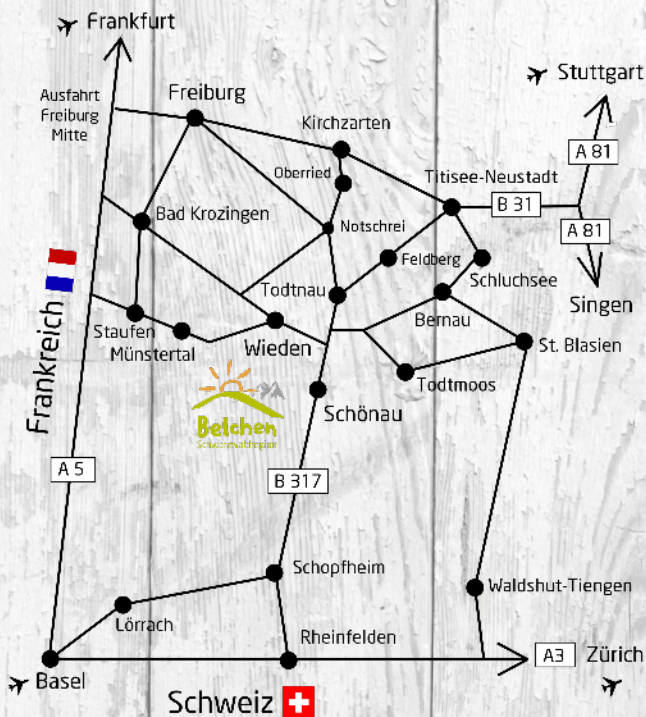 Frankfurt
Stuttgart
Ausfahrt
Freiburg
Mitte
Freiburg
Kirchzarten
A 81
Oberried
Titisee-Neustadt
B 31
Bad Krozingen
Notschrei
A 81
Feldberg
Schluchsee
Todtnau
Singen
Frankreich
Staufen
Bernau
Münstertal
Wieden
St. Blasien
Todtmoos
Schönau
Belchen
Schwarzwaldregion
A 5
B 317
Schopfheim
Waldshut-Tiengen
Lörrach
Rheinfelden
A3
Zürich
Basel
Schweiz